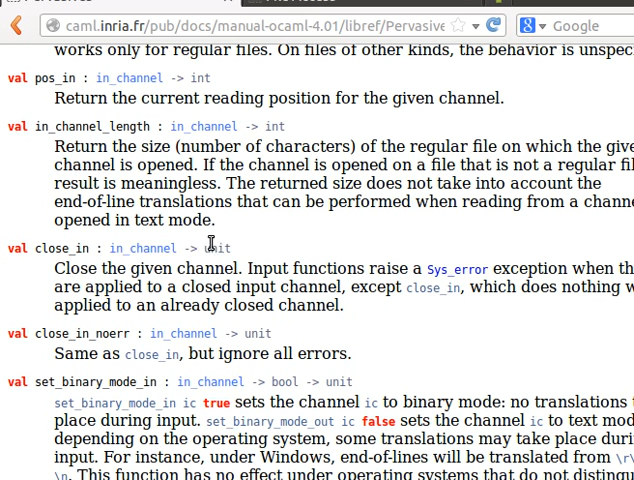 caml.inria.fr/pub/docs/manual-ocaml-4.01/libref/Pervasive
Google
works only for regular files. On files of other kinds, the behavior is unspeci
val pos_in : in_channel -> int
Return the current reading position for the given channel.
val in_channel_length : in_channel -> int
Return the size (number of characters) of the regular file on which the give
channel is opened. If the channel is opened on a file that is not a regular fil
result is meaningless. The returned size does not take into account the
end-of-line translations that can be performed when reading from a channe
opened in text mode.
val close_in : in_channel -> unit
Close the given channel. Input functions raise a Sys_error exception when th
are applied to a closed input channel, except close_in, which does nothing w
applied to an already closed channel.
val close_in_noerr : in_channel -> unit
Same as close_in, but ignore all errors.
val set_binary_mode_in : in_channel -> bool -> unit
set_binary_mode_in ic true sets the channel ic to binary mode: no translations t
place during input. set_binary_mode_out ic false sets the channel ic to text mod
depending on the operating system, some translations may take place duri
input. For instance, under Windows, end-of-lines will be translated from \r\
\n. This function has no effect under operating systems that do not distingu